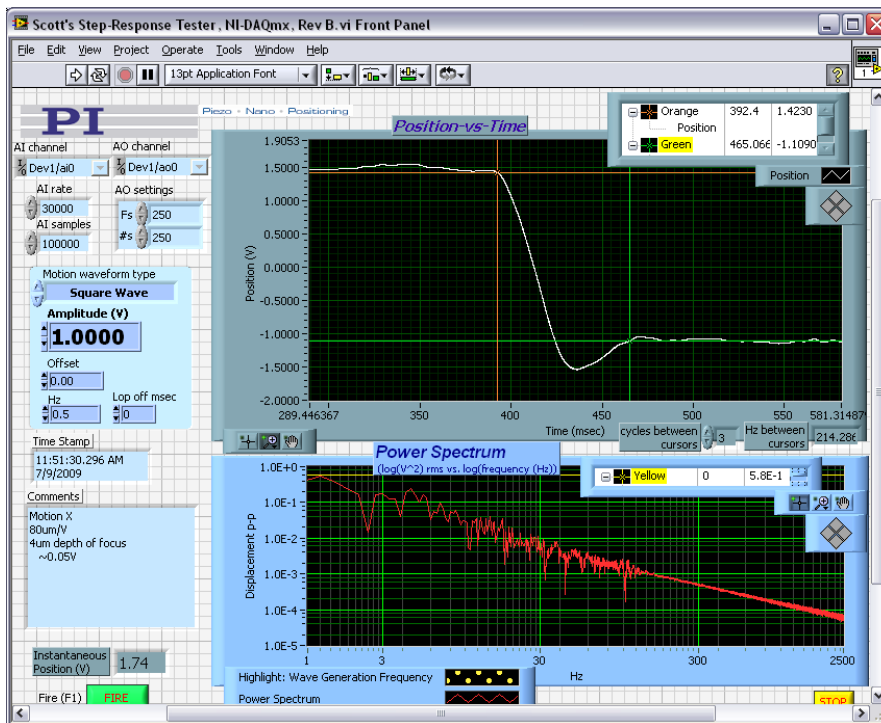 Scott's Step-Response Tester, NI-DAQmx, Rev B.vi Front Panel
File Edit View Project Operate Tools Window Help
13pt Application Font
1
PI
Piezo - Nano - Positioning
Position-vs-Time
Orange 392.4 1.4230
Position
Green 465.066 -1.1090
Position
AI channel AO channel
Dev1/ai0 Dev1/ao0
AI rate AO settings
30000
Fs 250
AI samples
#s 250
100000
Motion waveform type
Square Wave
Amplitude (V)
1.0000
Offset
0.00
Hz Lop off msec
0.5 0
Time Stamp
11:51:30.296 AM
7/9/2009
Comments
Motion X
80um/V
4um depth of focus
~0.05V
Instantaneous
Position (V) 1.74
Fire (F1) FIRE
Position (V)
1.9053
1.5000
1.0000
0.5000
0.0000
-0.5000
-1.0000
-1.5000
-2.0000
289.446367 350 400 450 500 550 581.314879
Time (msec)
cycles between
cursors 3
Hz between
cursors 214.286
Power Spectrum
(log(V^2) rms vs. log(frequency (Hz))
Yellow 0 5.8E-1
Displacement p-p
1.0E+0
1.0E-1
1.0E-2
1.0E-3
1.0E-4
1.0E-5
1 3 30 300 2500
Hz
Highlight: Wave Generation Frequency
Power Spectrum
STOP